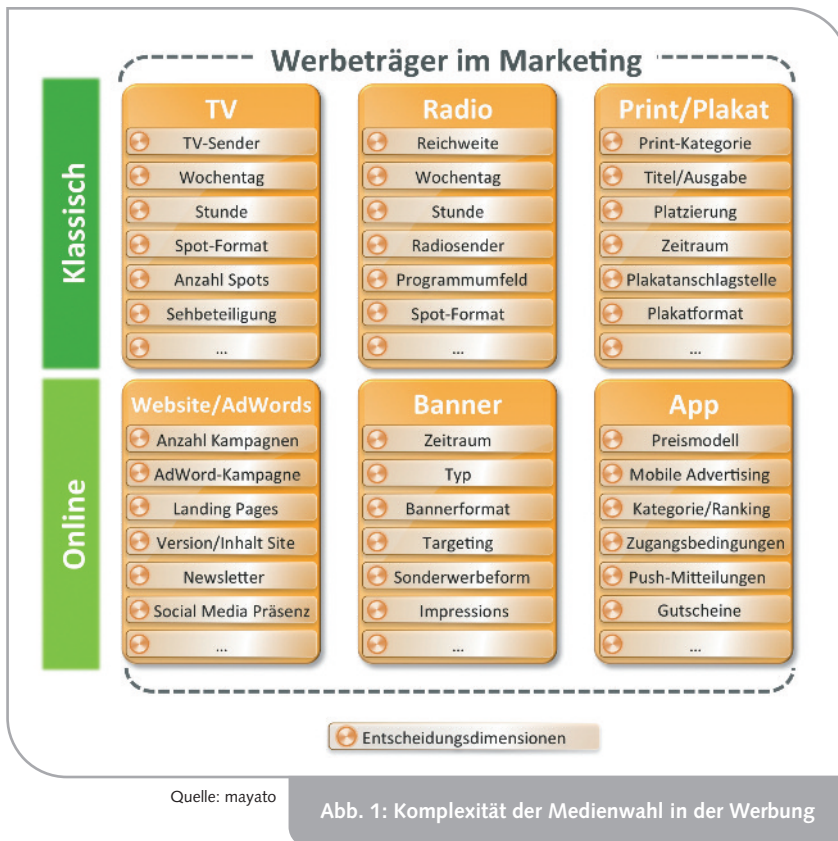 Werbeträger im Marketing
Klassisch
TV
TV-Sender
Wochentag
Stunde
Spot-Format
Anzahl Spots
Sehbeteiligung
...
Radio
Reichweite
Wochentag
Stunde
Radiosender
Programmumfeld
Spot-Format
...
Print/Plakat
Print-Kategorie
Titel/Ausgabe
Platzierung
Zeitraum
Plakatanschlagstelle
Plakatformat
...
Online
Website/AdWords
Anzahl Kampagnen
AdWord-Kampagne
Landing Pages
Version/Inhalt Site
Newsletter
Social Media Präsenz
...
Banner
Zeitraum
Typ
Bannerformat
Targeting
Sonderwerbeform
Impressions
...
App
Preismodell
Mobile Advertising
Kategorie/Ranking
Zugangsbedingungen
Push-Mitteilungen
Gutscheine
...
Entscheidungsdimensionen
Quelle: mayato
Abb. 1: Komplexität der Medienwahl in der Werbung